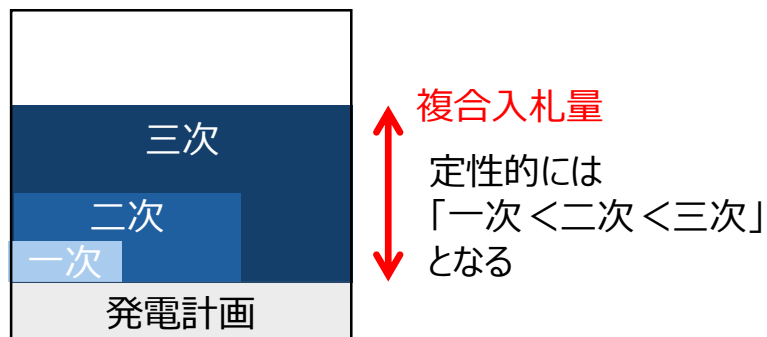 三次
二次
一次
発電計画
複合入札量
定性的には
「一次＜二次＜三次」
となる